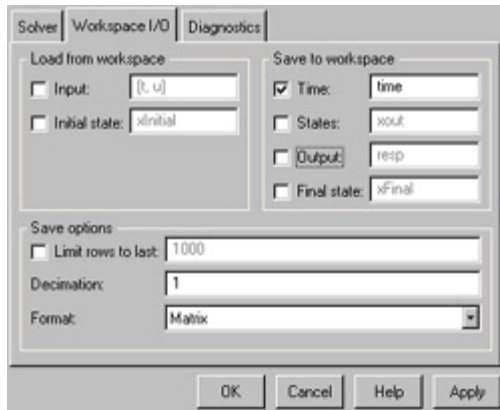 Solver Workspace I/O Diagnostics
Load from workspace
Input: [t, u]
Initial state: xInitial
Save to workspace
Time: time
States: xout
Output: resp
Final state: xFinal
Save options
Limit rows to last: 1000
Decimation: 1
Format: Matrix
OK Cancel Help Apply